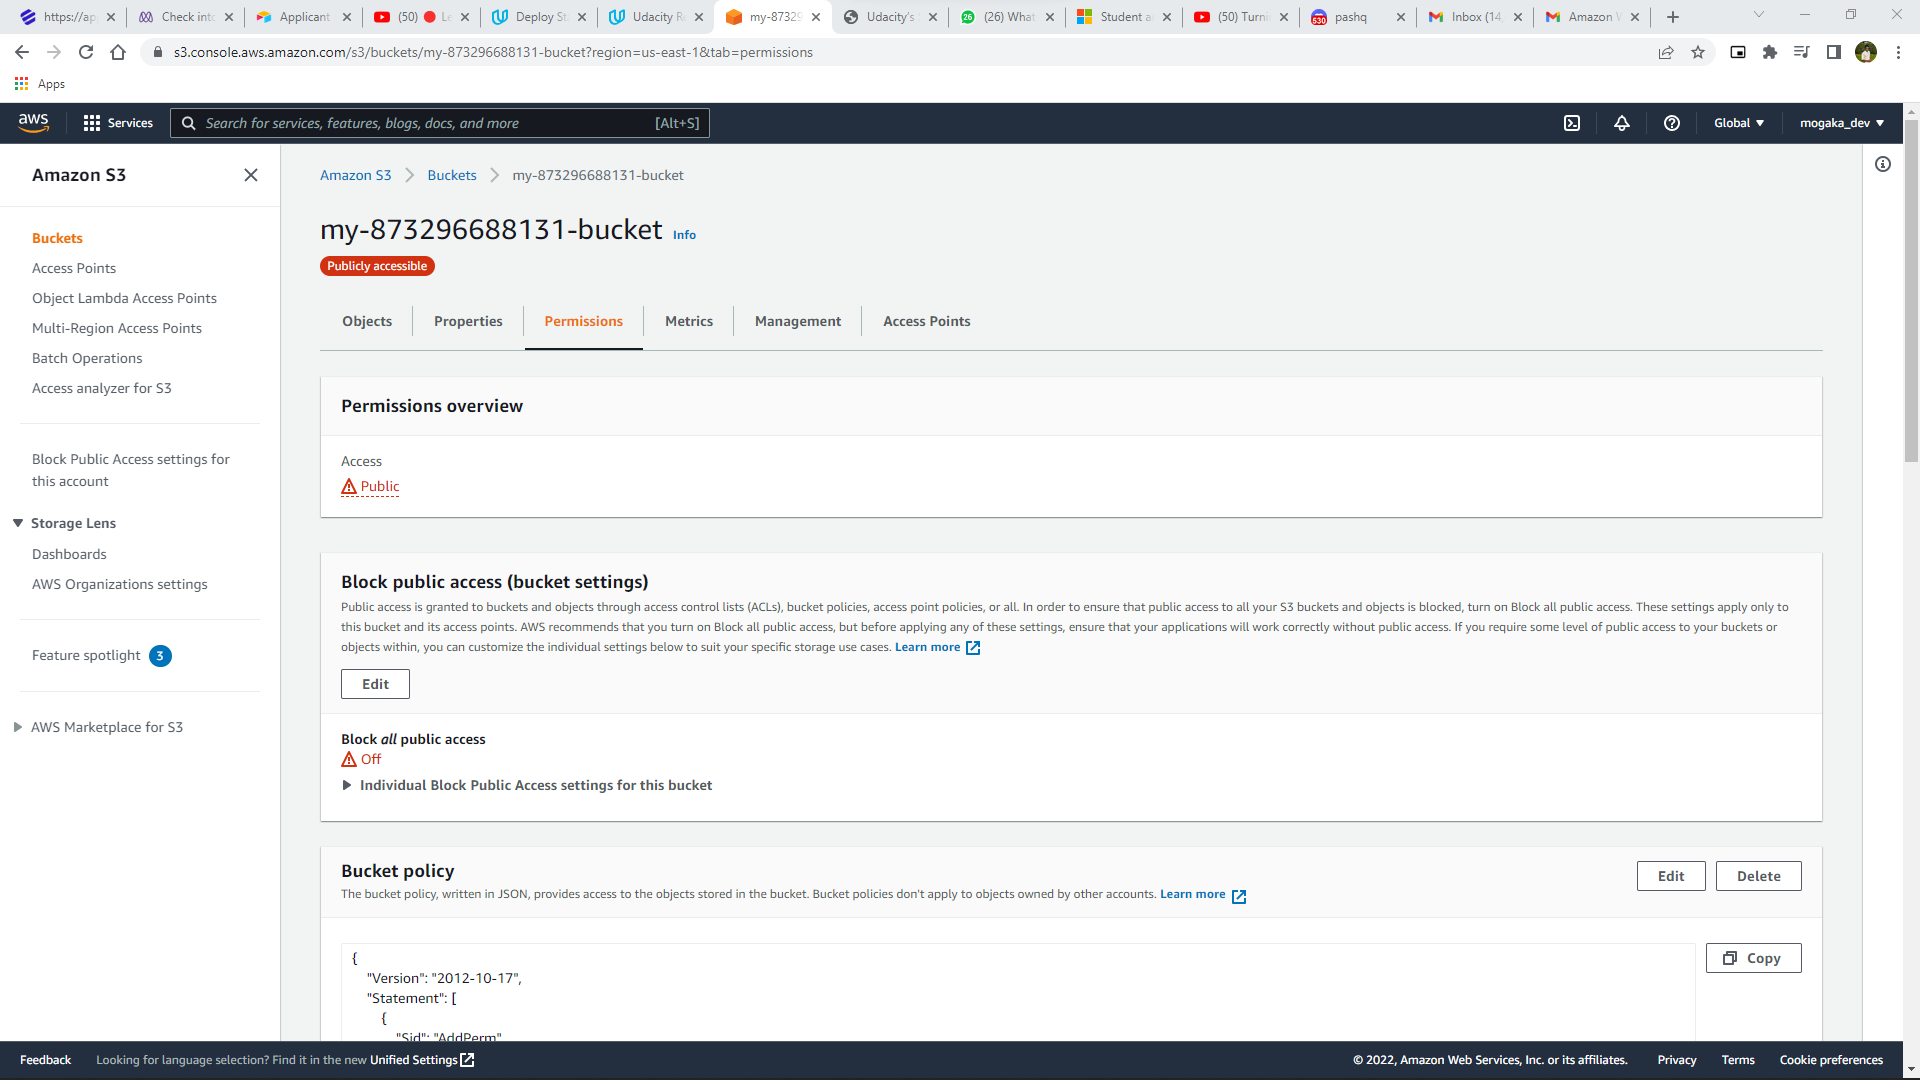 https://ap
Check int
Applicant
(50)
Le
Deploy St
Udacity R
my-87329
Udacity's
(26) What
Student a
(50) Turni
pashq
Inbox (14
Amazon W
s3.console.aws.amazon.com/s3/buckets/my-873296688131-bucket?region=us-east-1&tab=permissions
Apps
aws
Services
Search for services, features, blogs, docs, and more
[Alt+S]
Global
mogaka_dev
Amazon S3
Buckets
Access Points
Object Lambda Access Points
Multi-Region Access Points
Batch Operations
Access analyzer for S3
Block Public Access settings for
this account
Storage Lens
Dashboards
AWS Organizations settings
Feature spotlight 3
AWS Marketplace for S3
Amazon S3
Buckets
my-873296688131-bucket
my-873296688131-bucket Info
Publicly accessible
Objects
Properties
Permissions
Metrics
Management
Access Points
Permissions overview
Access
Public
Block public access (bucket settings)
Public access is granted to buckets and objects through access control lists (ACLs), bucket policies, access point policies, or all. In order to ensure that public access to all your S3 buckets and objects is blocked, turn on Block all public access. These settings apply only to
this bucket and its access points. AWS recommends that you turn on Block all public access, but before applying any of these settings, ensure that your applications will work correctly without public access. If you require some level of public access to your buckets or
objects within, you can customize the individual settings below to suit your specific storage use cases. Learn more
Edit
Block all public access
Off
Individual Block Public Access settings for this bucket
Bucket policy
The bucket policy, written in JSON, provides access to the objects stored in the bucket. Bucket policies don't apply to objects owned by other accounts. Learn more
Edit
Delete
{
"Version": "2012-10-17",
"Statement": [
{
"Sid": "AddPerm"
Copy
Feedback
Looking for language selection? Find it in the new Unified Settings
© 2022, Amazon Web Services, Inc. or its affiliates.
Privacy
Terms
Cookie preferences